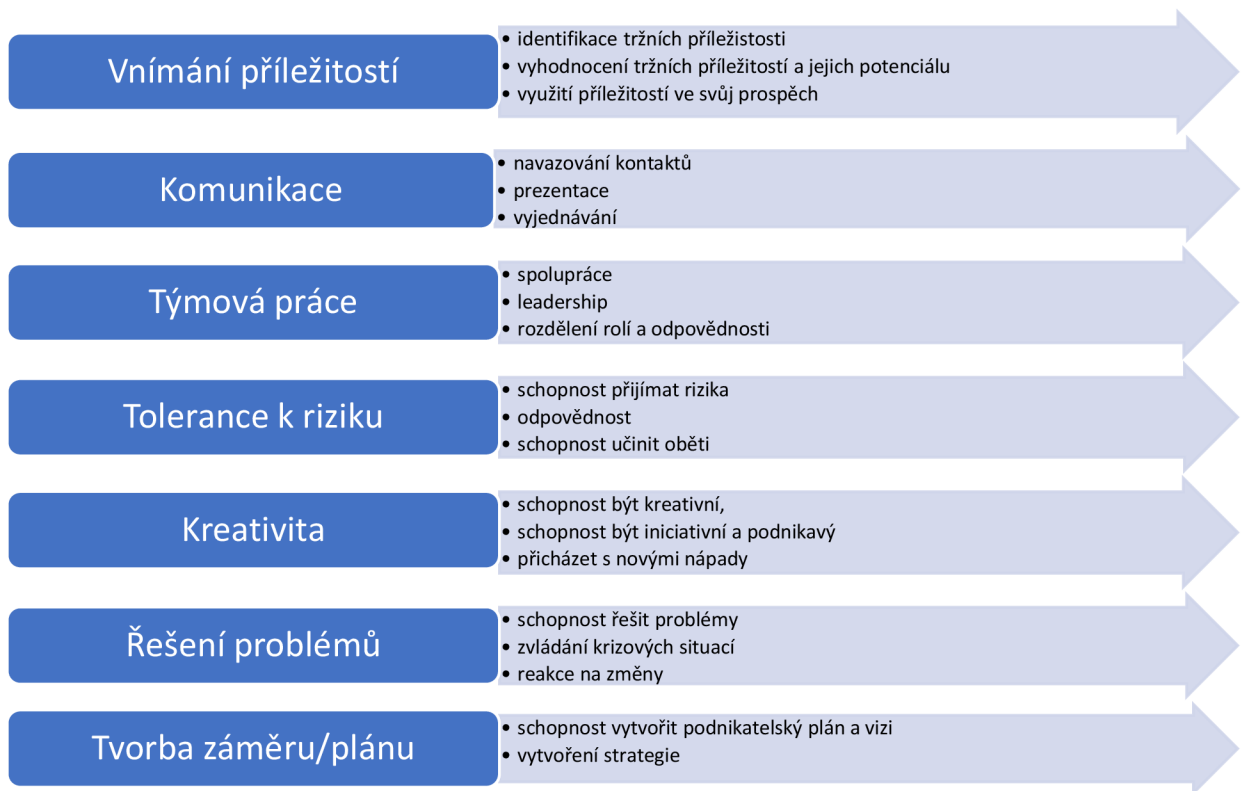 Vnímání příležitostí
• identifikace tržních příležistosti
• vyhodnocení tržních příležitostí a jejich potenciálu
• využití příležitostí ve svůj prospěch
Komunikace
• navazování kontaktů
• prezentace
• vyjednávání
Týmová práce
• spolupráce
• leadership
• rozdělení rolí a odpovědnosti
Tolerance k riziku
• schopnost přijímat rizika
• odpovědnost
• schopnost učinit oběti
Kreativita
• schopnost být kreativní,
• schopnost být iniciativní a podnikavý
• přicházet s novými nápady
Řešení problémů
• schopnost řešit problémy
• zvládání krizových situací
• reakce na změny
Tvorba záměru/plánu
• schopnost vytvořit podnikatelský plán a vizi
• vytvoření strategie